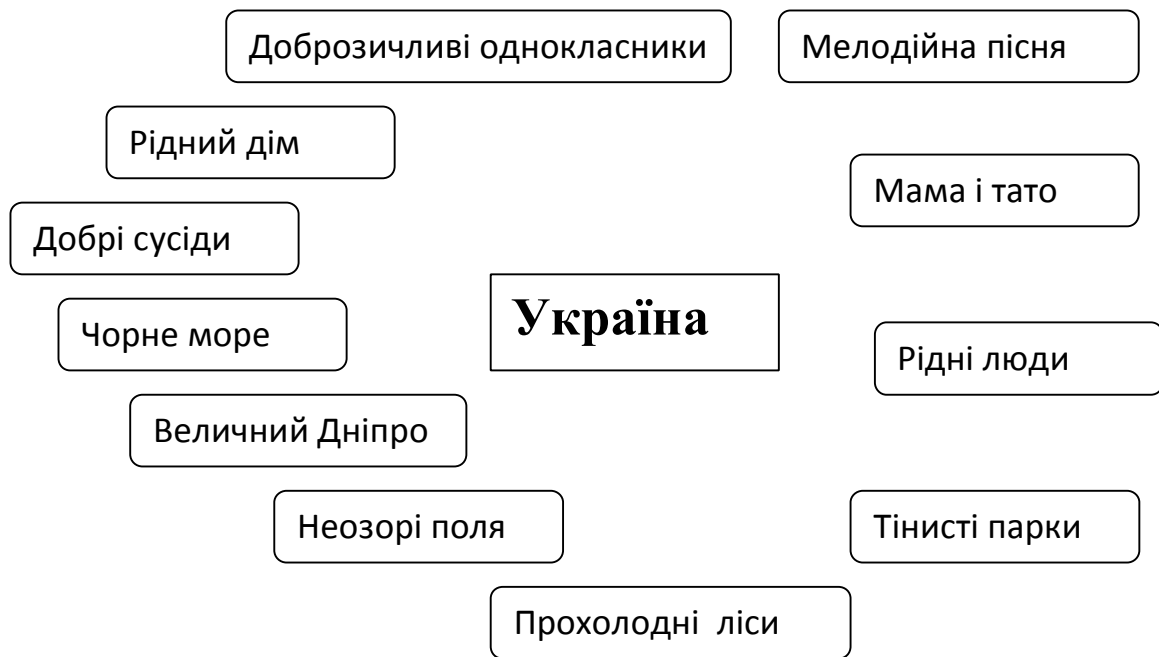 Доброзичливі однокласники
Мелодійна пісня
Рідний дім
Мама і тато
Добрі сусіди
Україна
Чорне море
Рідні люди
Величний Дніпро
Неозорі поля
Тінисті парки
Прохолодні ліси